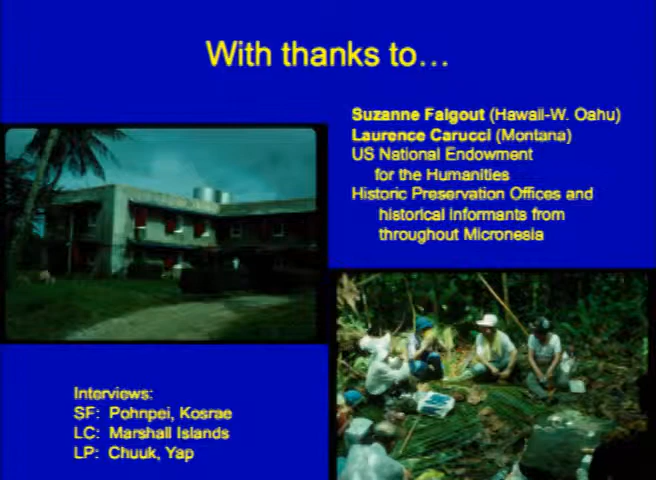 With thanks to...
Suzanne Falgout (Hawaii-W. Oahu)
Laurence Carucci (Montana)
US National Endowment
for the Humanities
Historic Preservation Offices and
historical informants from
throughout Micronesia
Interviews:
SF: Pohnpei, Kosrae
LC: Marshall Islands
LP: Chuuk, Yap